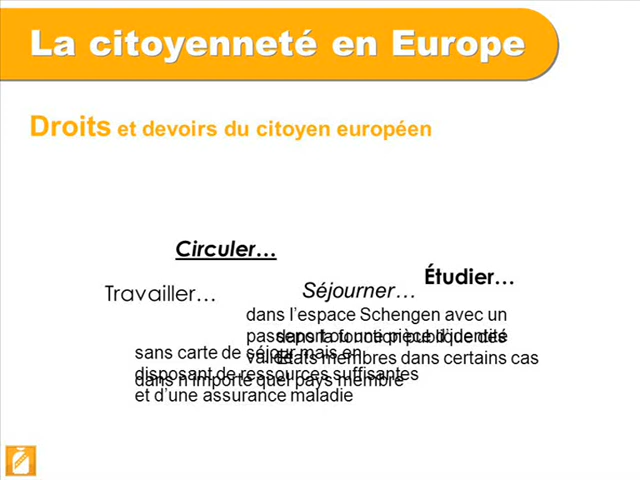 La citoyenneté en Europe
Droits et devoirs du citoyen européen
Circuler…
Étudier…
Travailler…
Séjourner…
dans l’espace Schengen avec un
passeport ou une pièce d’identité
valide
dans la fonction publique des
États membres dans certains cas
sans carte de séjour mais en
disposant de ressources suffisantes
et d’une assurance maladie
dans n’importe quel pays membre